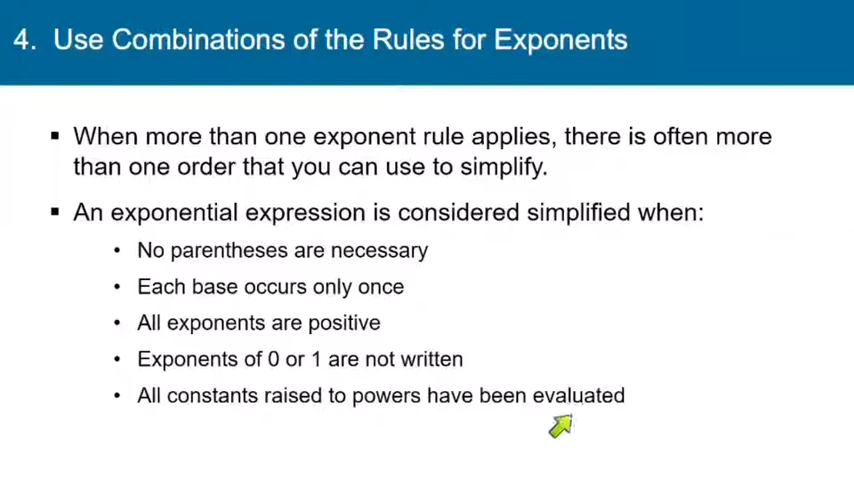 4. Use Combinations of the Rules for Exponents
▪ When more than one exponent rule applies, there is often more
than one order that you can use to simplify.
▪ An exponential expression is considered simplified when:
• No parentheses are necessary
• Each base occurs only once
• All exponents are positive
• Exponents of 0 or 1 are not written
• All constants raised to powers have been evaluated